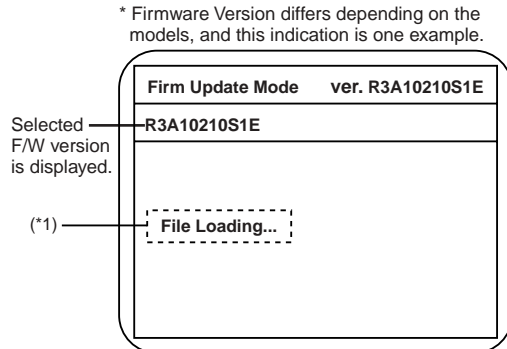 * Firmware Version differs depending on the
models, and this indication is one example.
Firm Update Mode ver. R3A10210S1E
Selected
F/W version
is displayed.
R3A10210S1E
(*1)
File Loading...